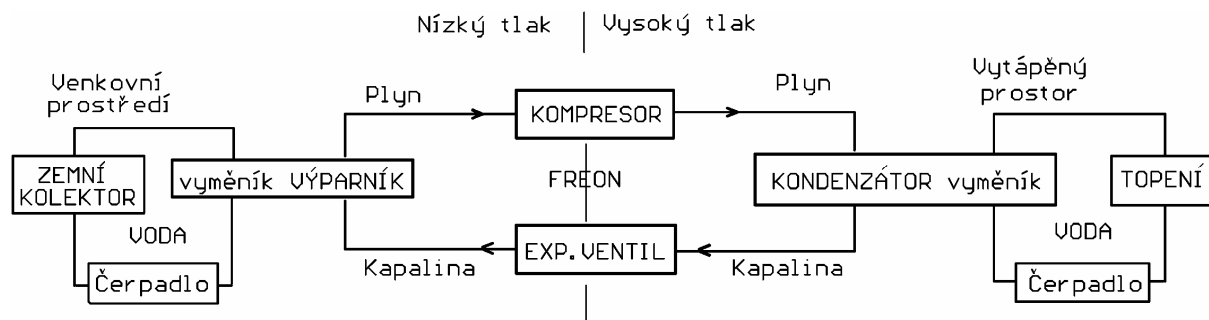 Nízký tlak
Vysoký tlak
Venkovní
prostředí
Plyn
KOMPRESOR
Plyn
Vytápěný
prostor
ZEMNÍ
KOLEKTOR
vyměník VÝPARNÍK
FREON
KONDENZÁTOR vyměník
TOPENÍ
VODA
Čerpadlo
Kapalina
EXP.VENTIL
Kapalina
VODA
Čerpadlo